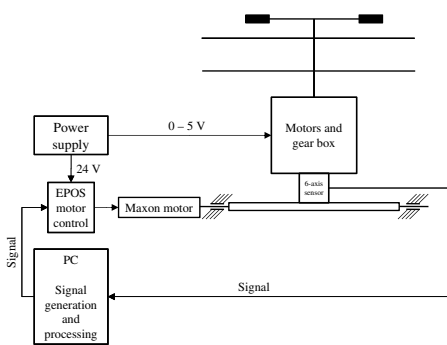 Power
supply
0 – 5 V
Motors and
gear box
24 V
6-axis
sensor
EPOS
motor
control
Maxon motor
Signal
PC
Signal
generation
and
processing
Signal